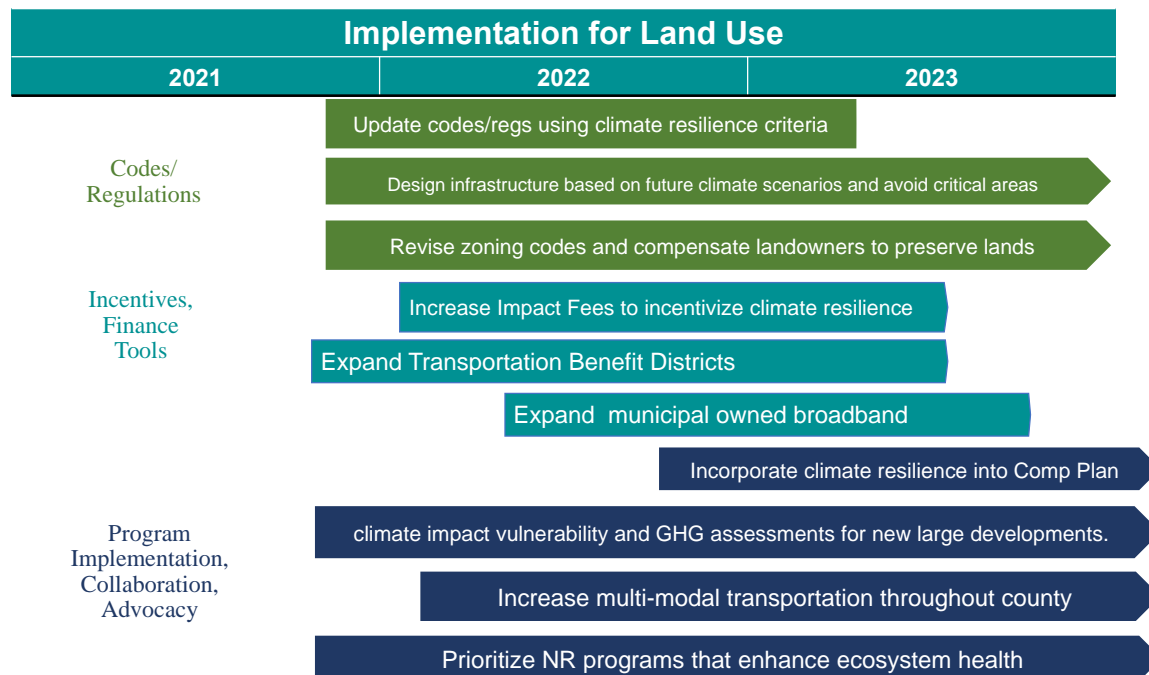 Implementation for Land Use
2021 2022 2023
Codes/
Regulations
Update codes/regs using climate resilience criteria
Design infrastructure based on future climate scenarios and avoid critical areas
Revise zoning codes and compensate landowners to preserve lands
Incentives,
Finance
Tools
Increase Impact Fees to incentivize climate resilience
Expand Transportation Benefit Districts
Expand  municipal owned broadband
Program
Implementation,
Collaboration,
Advocacy
Incorporate climate resilience into Comp Plan
climate impact vulnerability and GHG assessments for new large developments.
Increase multi-modal transportation throughout county
Prioritize NR programs that enhance ecosystem health